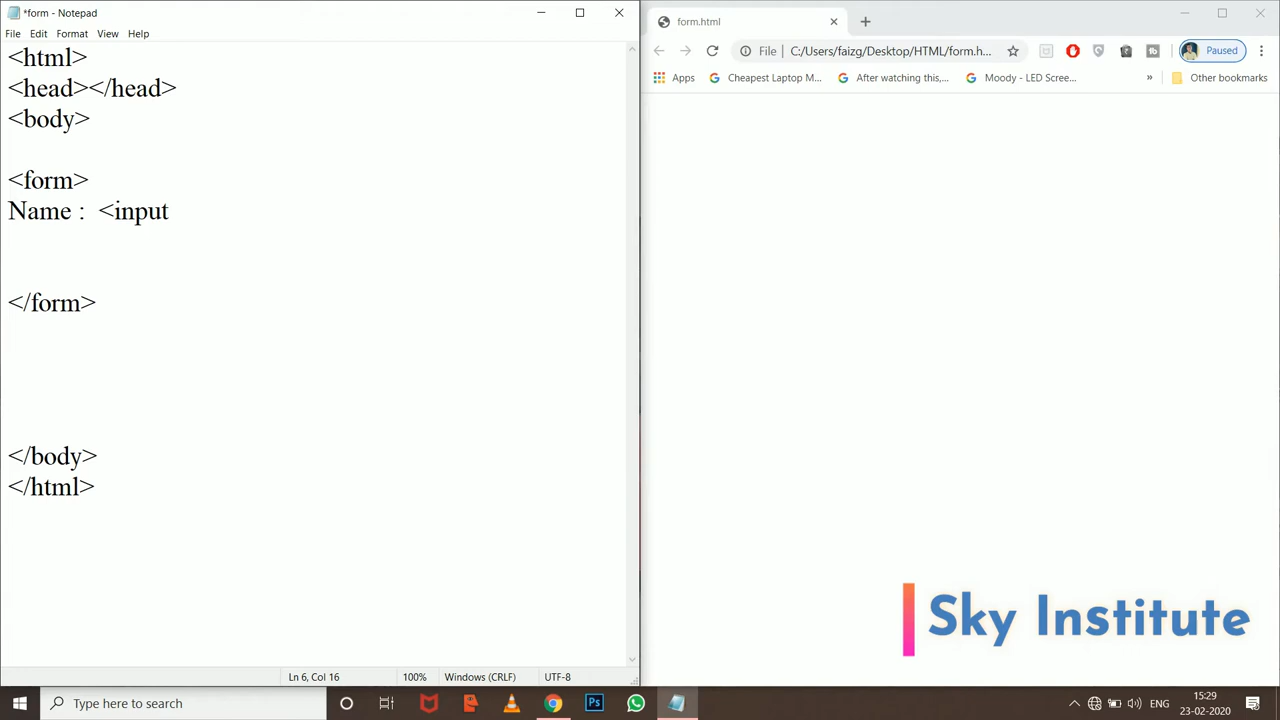 *form - Notepad
File Edit Format View Help
<html>
<head></head>
<body>
<form>
Name :  <input
</form>
</body>
</html>
Ln 6, Col 16 100% Windows (CRLF) UTF-8
form.html
File C:/Users/faizg/Desktop/HTML/form.h... Paused
Apps Cheapest Laptop M... After watching this,... Moody - LED Scree... » Other bookmarks
Sky Institute
Type here to search
Ps
ENG
15:29
23-02-2020